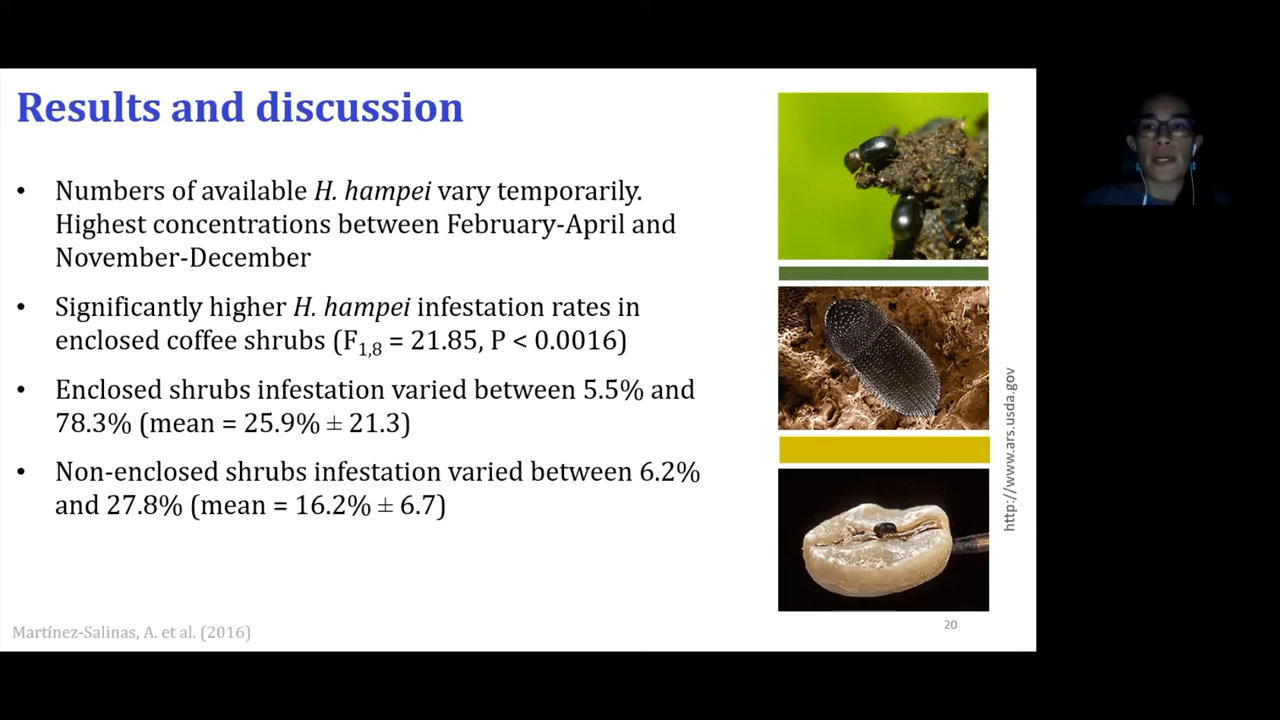 Results and discussion
• Numbers of available H. hampei vary temporarily.
Highest concentrations between February-April and
November-December
• Significantly higher H. hampei infestation rates in
enclosed coffee shrubs (F1,8 = 21.85, P < 0.0016)
• Enclosed shrubs infestation varied between 5.5% and
78.3% (mean = 25.9% ± 21.3)
• Non-enclosed shrubs infestation varied between 6.2%
and 27.8% (mean = 16.2% ± 6.7)
http://www.ars.usda.gov
Martínez-Salinas, A. et al. (2016)
20